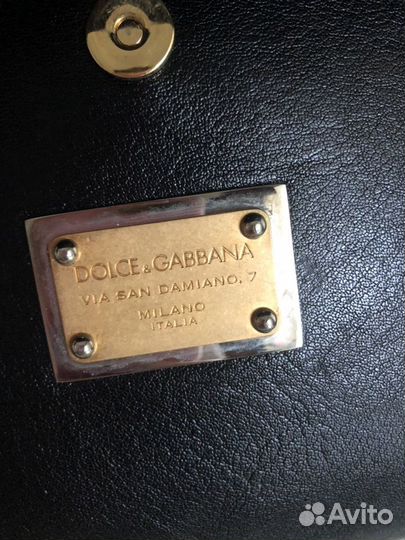 DOLCE & GABBANA
VIA SAN DAMIANO, 7
MILANO
ITALIA
Avito